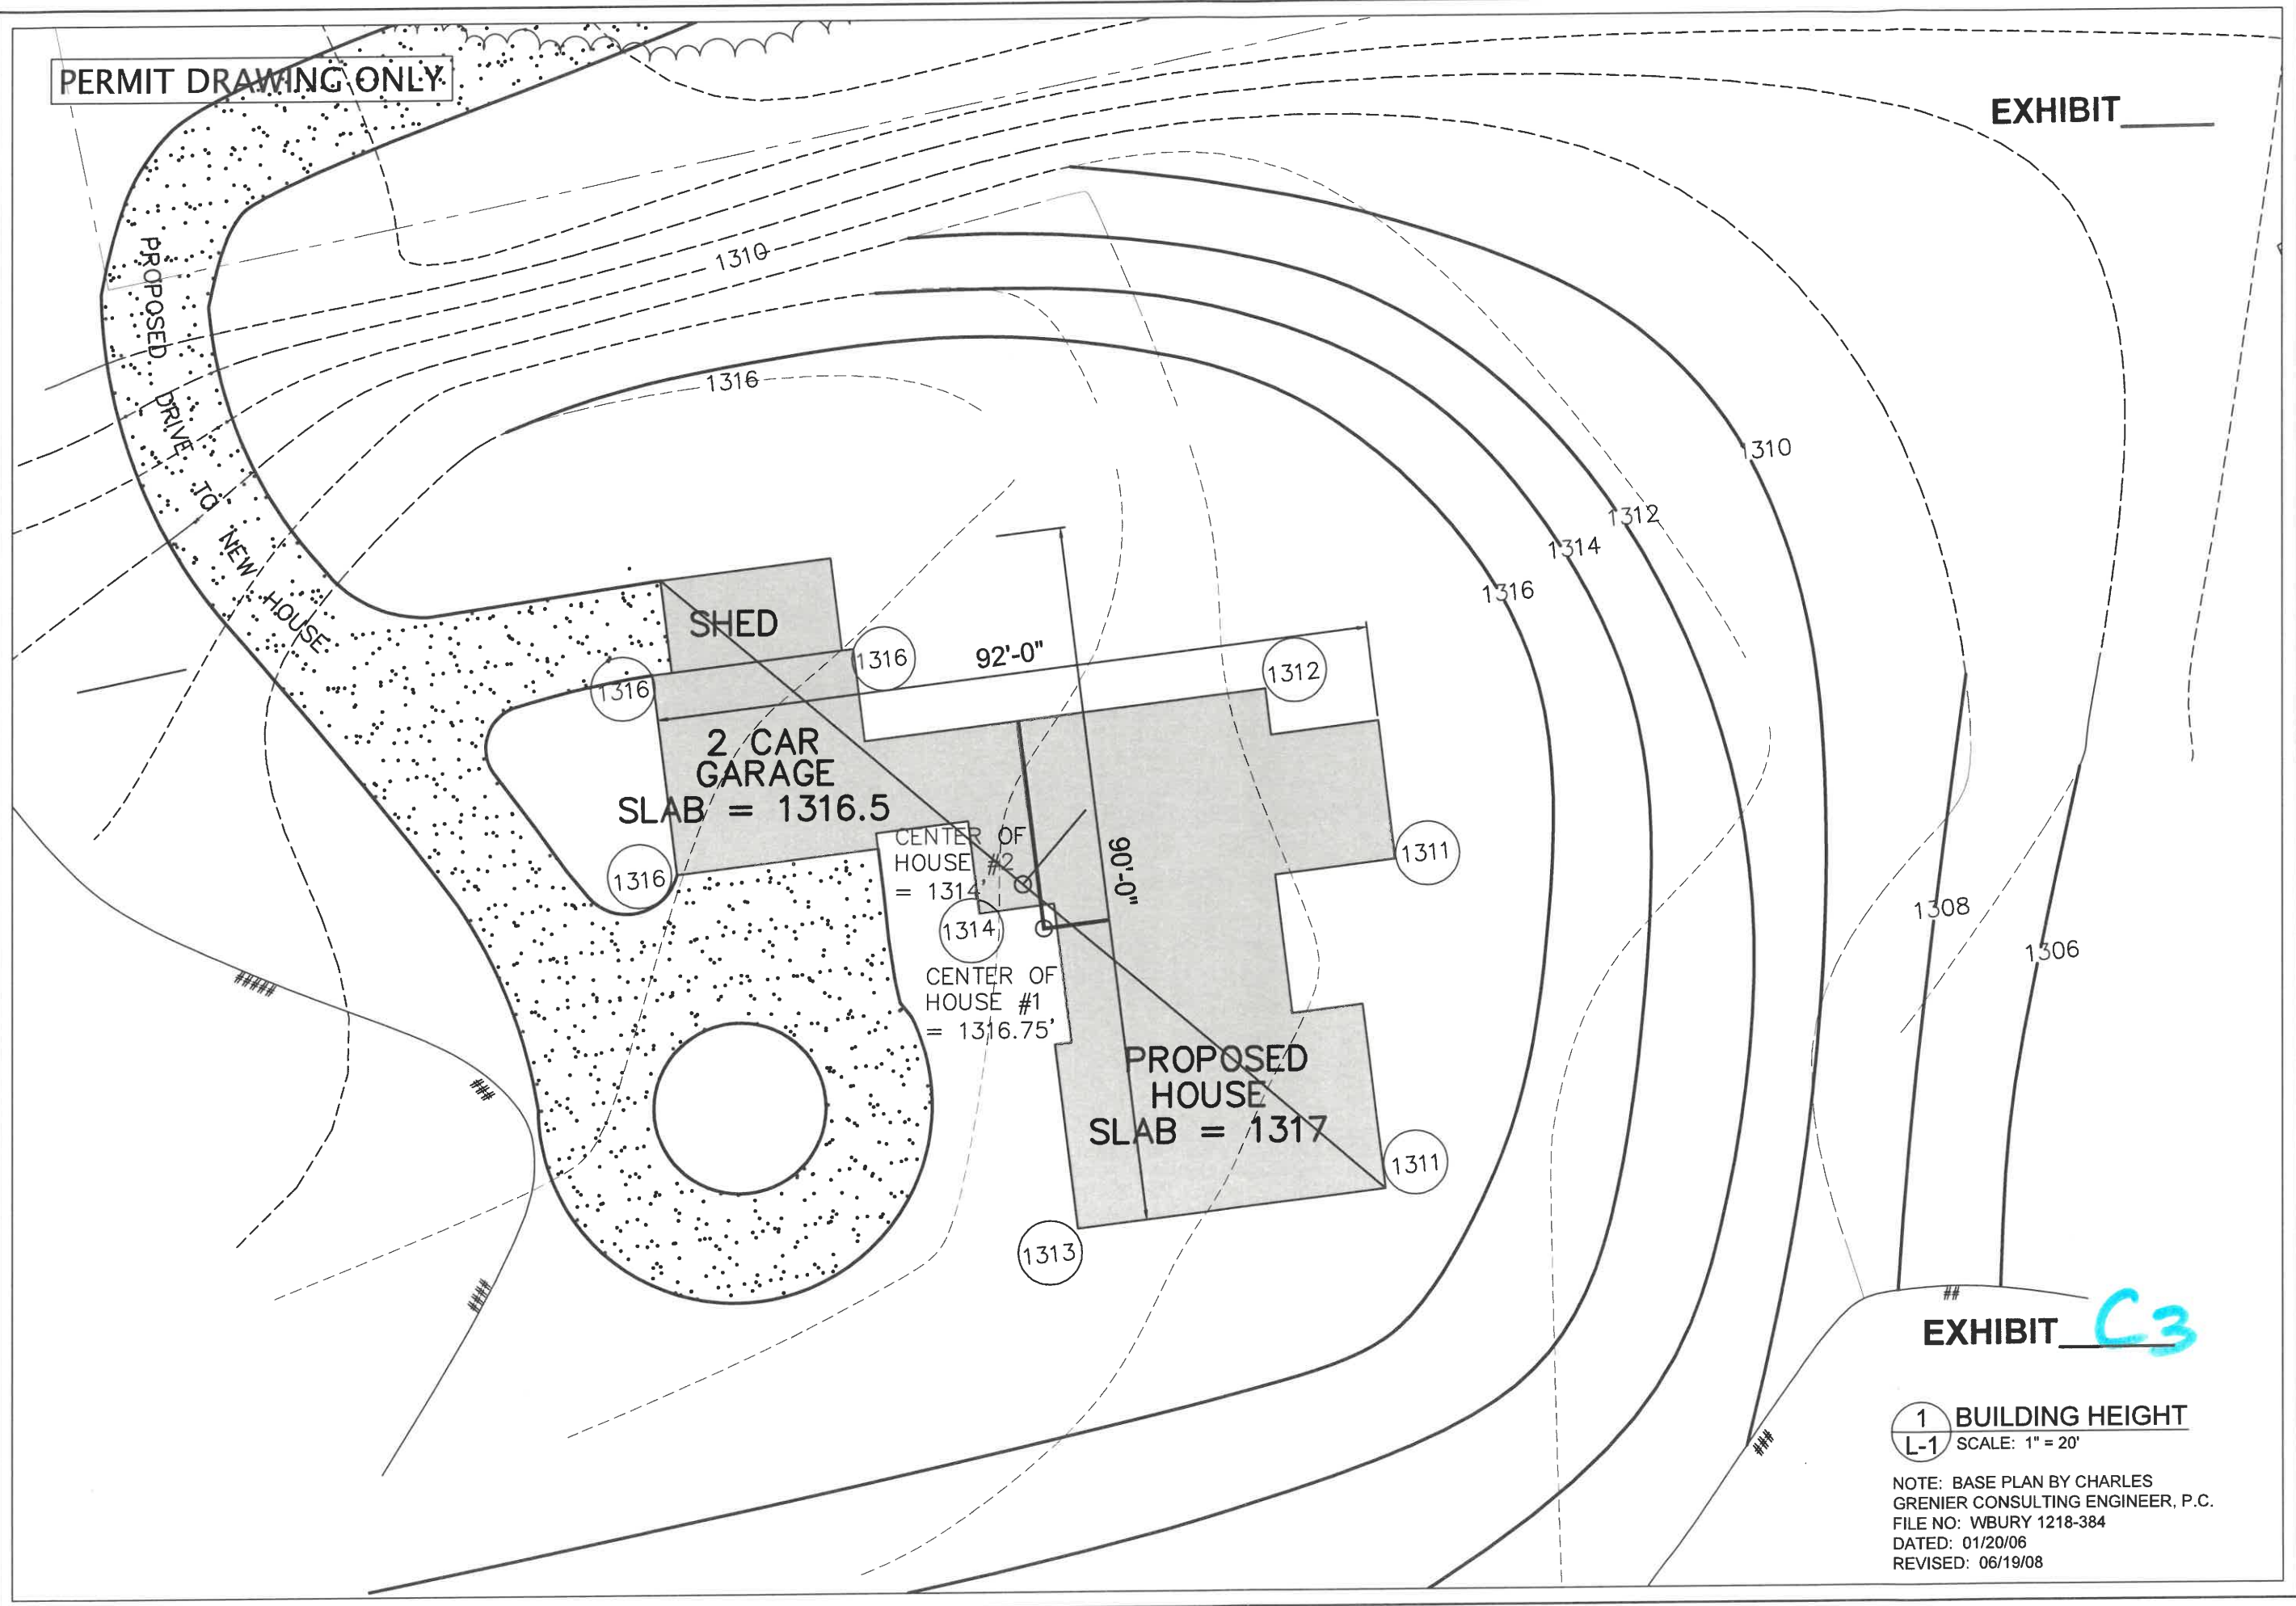 PERMIT DRAWING ONLY
EXHIBIT
PROPOSED DRIVE TO NEW HOUSE
1310
1316
1310
1312
1314
1316
SHED
1316
1316
92'-0"
1312
2 CAR
GARAGE
SLAB = 1316.5
CENTER OF
HOUSE #2
= 1314'
90'-0"
1316
1311
1314
1308
1306
CENTER OF
HOUSE #1
= 1316.75'
PROPOSED
HOUSE
SLAB = 1317
1311
1313
EXHIBIT C3
1
L-1
BUILDING HEIGHT
SCALE: 1" = 20'
NOTE: BASE PLAN BY CHARLES
GRENIER CONSULTING ENGINEER, P.C.
FILE NO: WBURY 1218-384
DATED: 01/20/06
REVISED: 06/19/08